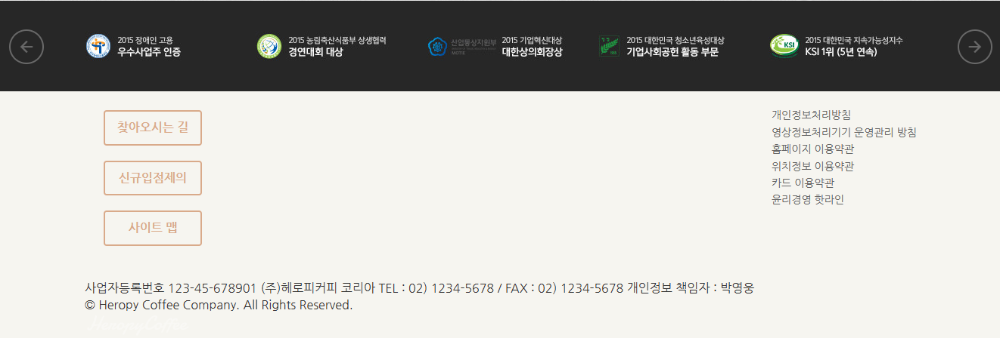 2015 장애인 고용
우수사업주 인증
2015 농림축산식품부 상생협력
경연대회 대상
산업통상자원부
MOTIE
2015 기업혁신대상
대한상의회장상
2015 대한민국 청소년육성대상
기업사회공헌 활동 부문
KSI
2015 대한민국 지속가능성지수
KSI 1위 (5년 연속)
찾아오시는 길
신규입점제의
사이트 맵
개인정보처리방침
영상정보처리기기 운영관리 방침
홈페이지 이용약관
위치정보 이용약관
카드 이용약관
윤리경영 핫라인
사업자등록번호 123-45-678901 (주)헤로피커피 코리아 TEL : 02) 1234-5678 / FAX : 02) 1234-5678 개인정보 책임자 : 박영웅
© Heropy Coffee Company. All Rights Reserved.
Heropy Coffee